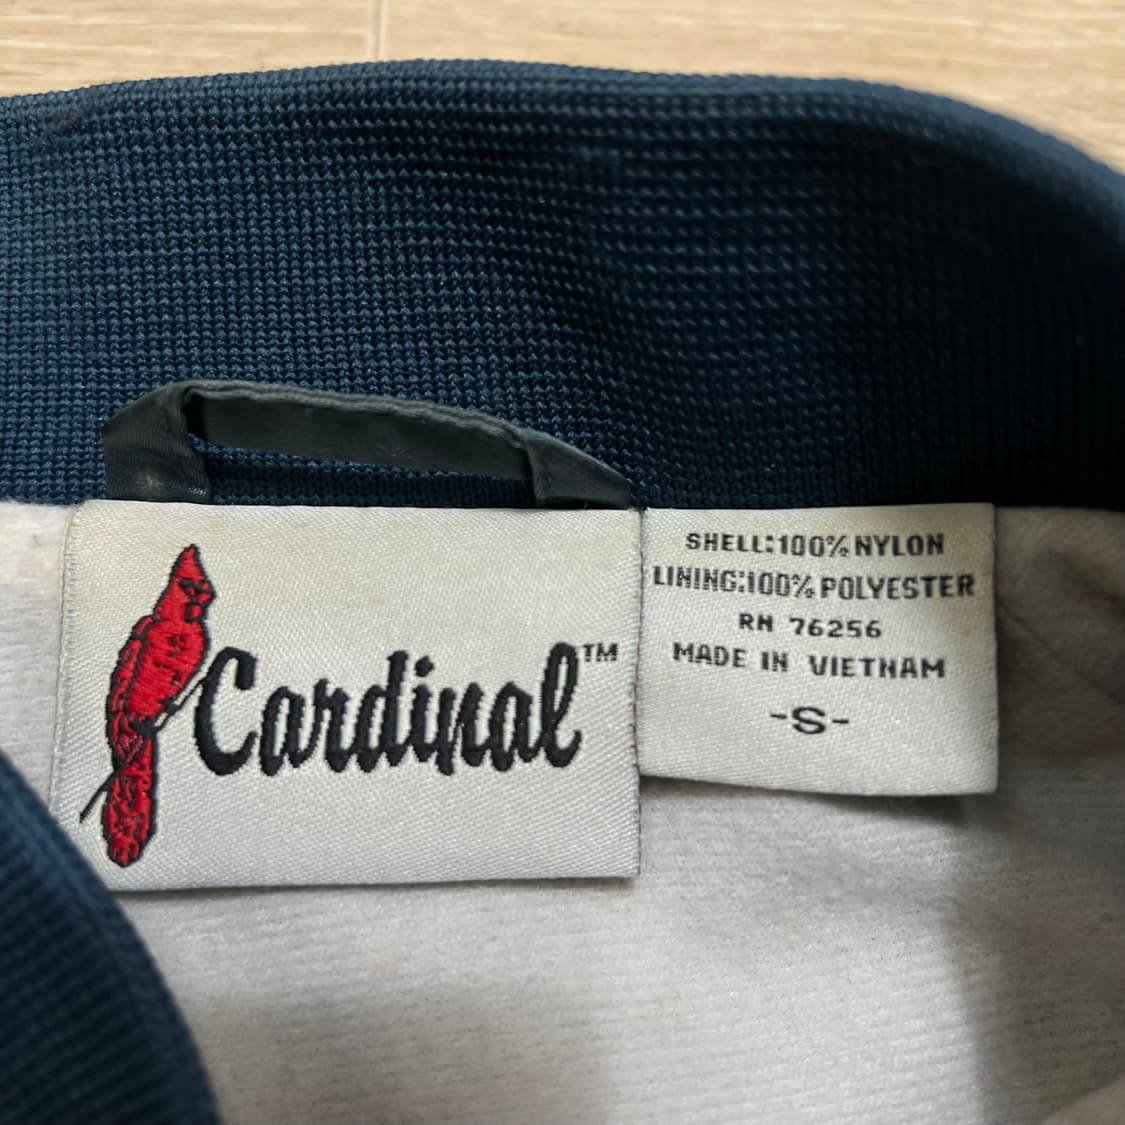 Cardinal™
SHELL:100% NYLON
LINING:100% POLYESTER
RN 76256
MADE IN VIETNAM
-S-